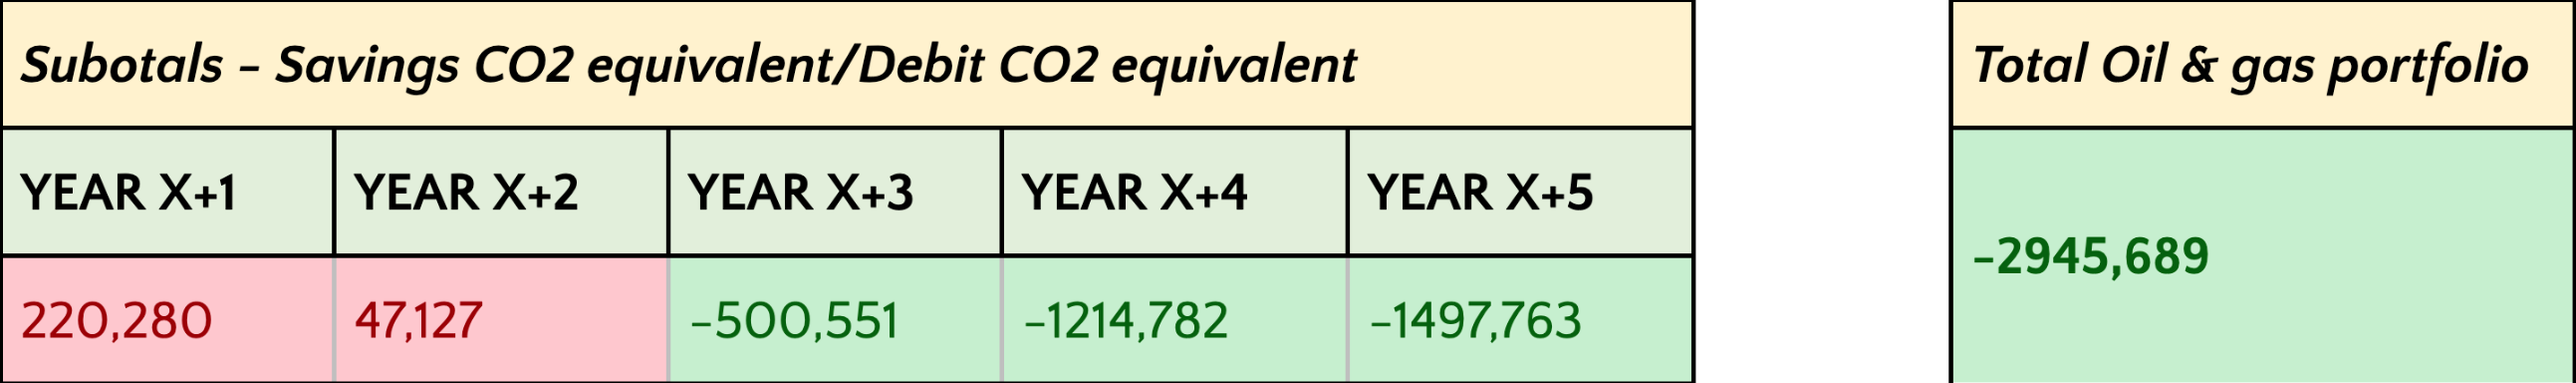 Subotals – Savings CO2 equivalent/Debit CO2 equivalent
Total Oil & gas portfolio
YEAR X+1
YEAR X+2
YEAR X+3
YEAR X+4
YEAR X+5
220,280
47,127
–500,551
–1214,782
–1497,763
–2945,689